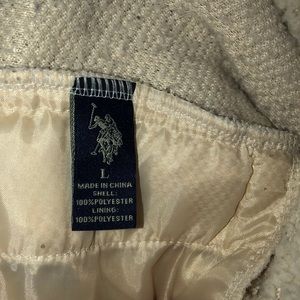 L
MADE IN CHINA
SHELL:
100%POLYESTER
LINING:
100%POLYESTER